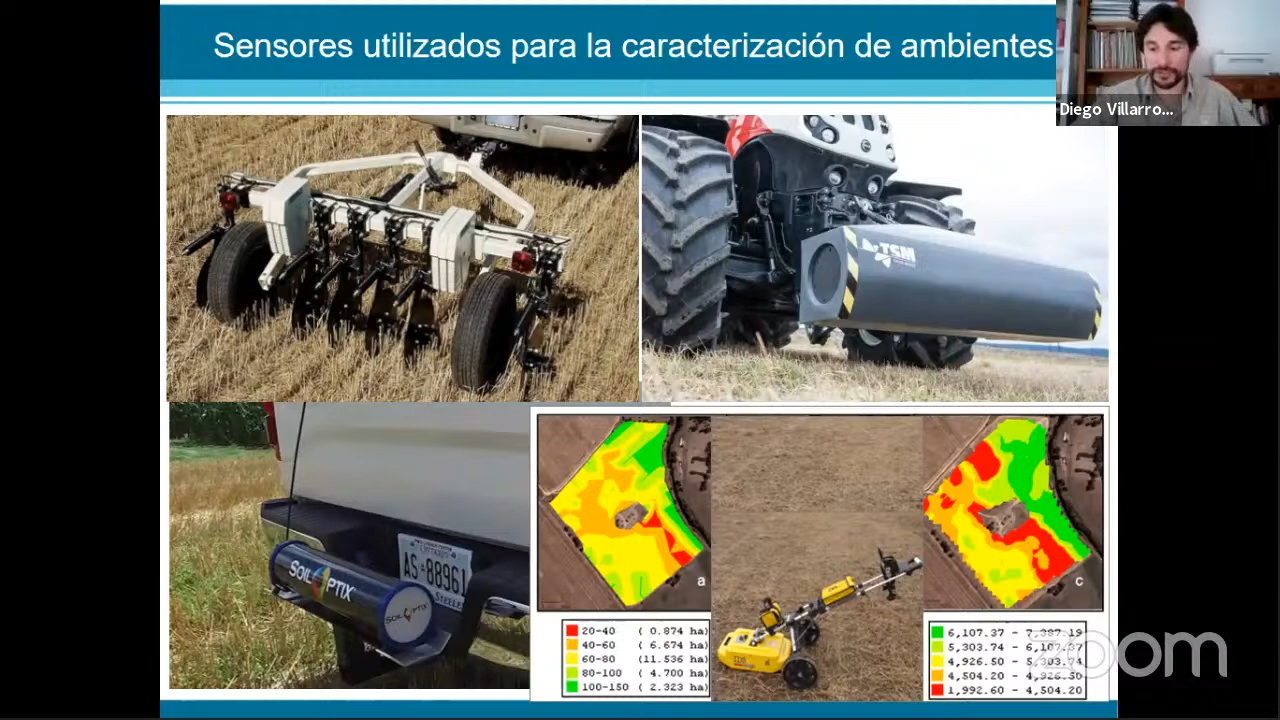 Sensores utilizados para la caracterización de ambientes
Diego Villarro...
TSM
SOIL OPTIX
SOIL OPTIX
AS 88961
STEELE
a
c
20-40 ( 0.874 ha)
40-60 ( 6.674 ha)
60-80 (11.536 ha)
80-100 ( 4.700 ha)
100-150 ( 2.323 ha)
6,107.37 - 7,387.19
5,303.74 - 6,107.37
4,926.50 - 5,303.74
4,504.20 - 4,926.50
1,992.60 - 4,504.20
zoom